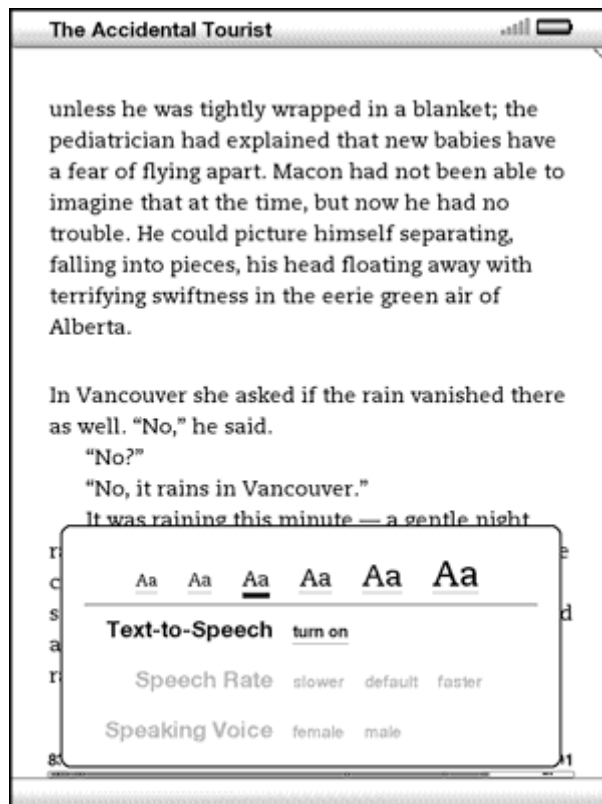 The Accidental Tourist
unless he was tightly wrapped in a blanket; the
pediatrician had explained that new babies have
a fear of flying apart. Macon had not been able to
imagine that at the time, but now he had no
trouble. He could picture himself separating,
falling into pieces, his head floating away with
terrifying swiftness in the eerie green air of
Alberta.
In Vancouver she asked if the rain vanished there
as well. “No,” he said.
“No?”
“No, it rains in Vancouver.”
It was raining this minute — a gentle night
Aa Aa Aa Aa Aa Aa
Text-to-Speech turn on
Speech Rate slower default faster
Speaking Voice female male